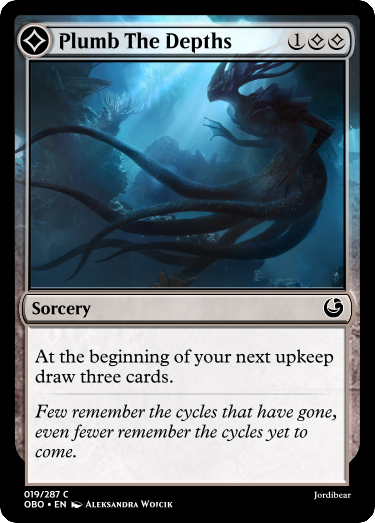 Plumb The Depths 1
Sorcery
At the beginning of your next upkeep
draw three cards.
Few remember the cycles that have gone,
even fewer remember the cycles yet to
come.
019/287 C
OBO • EN Aleksandra Wojcik
Jordibear